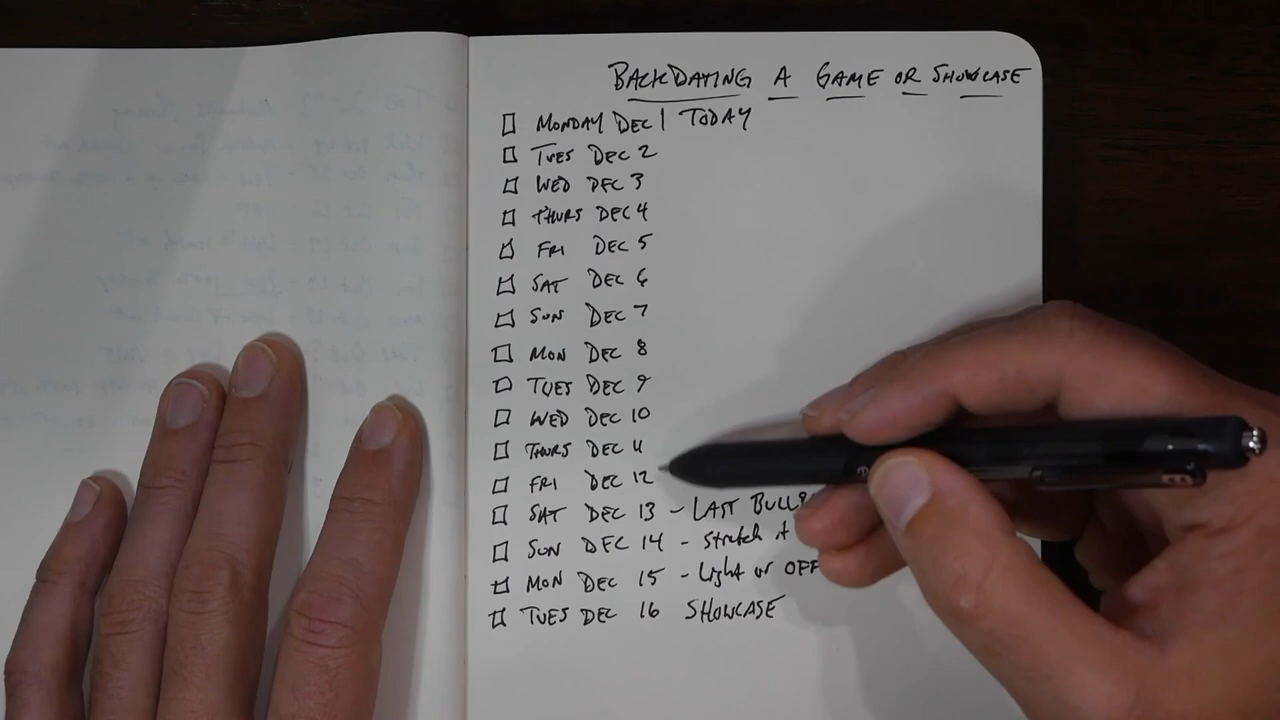 BACKDATING A GAME OR SHOWCASE
MONDAY DEC 1 TODAY
TUES DEC 2
WED DEC 3
THURS DEC 4
FRI DEC 5
SAT DEC 6
SUN DEC 7
MON DEC 8
TUES DEC 9
WED DEC 10
THURS DEC 11
FRI DEC 12
SAT DEC 13 - LAST
SUN DEC 14 - Stretch it
MON DEC 15 - Light or OFF
TUES DEC 16 SHOWCASE